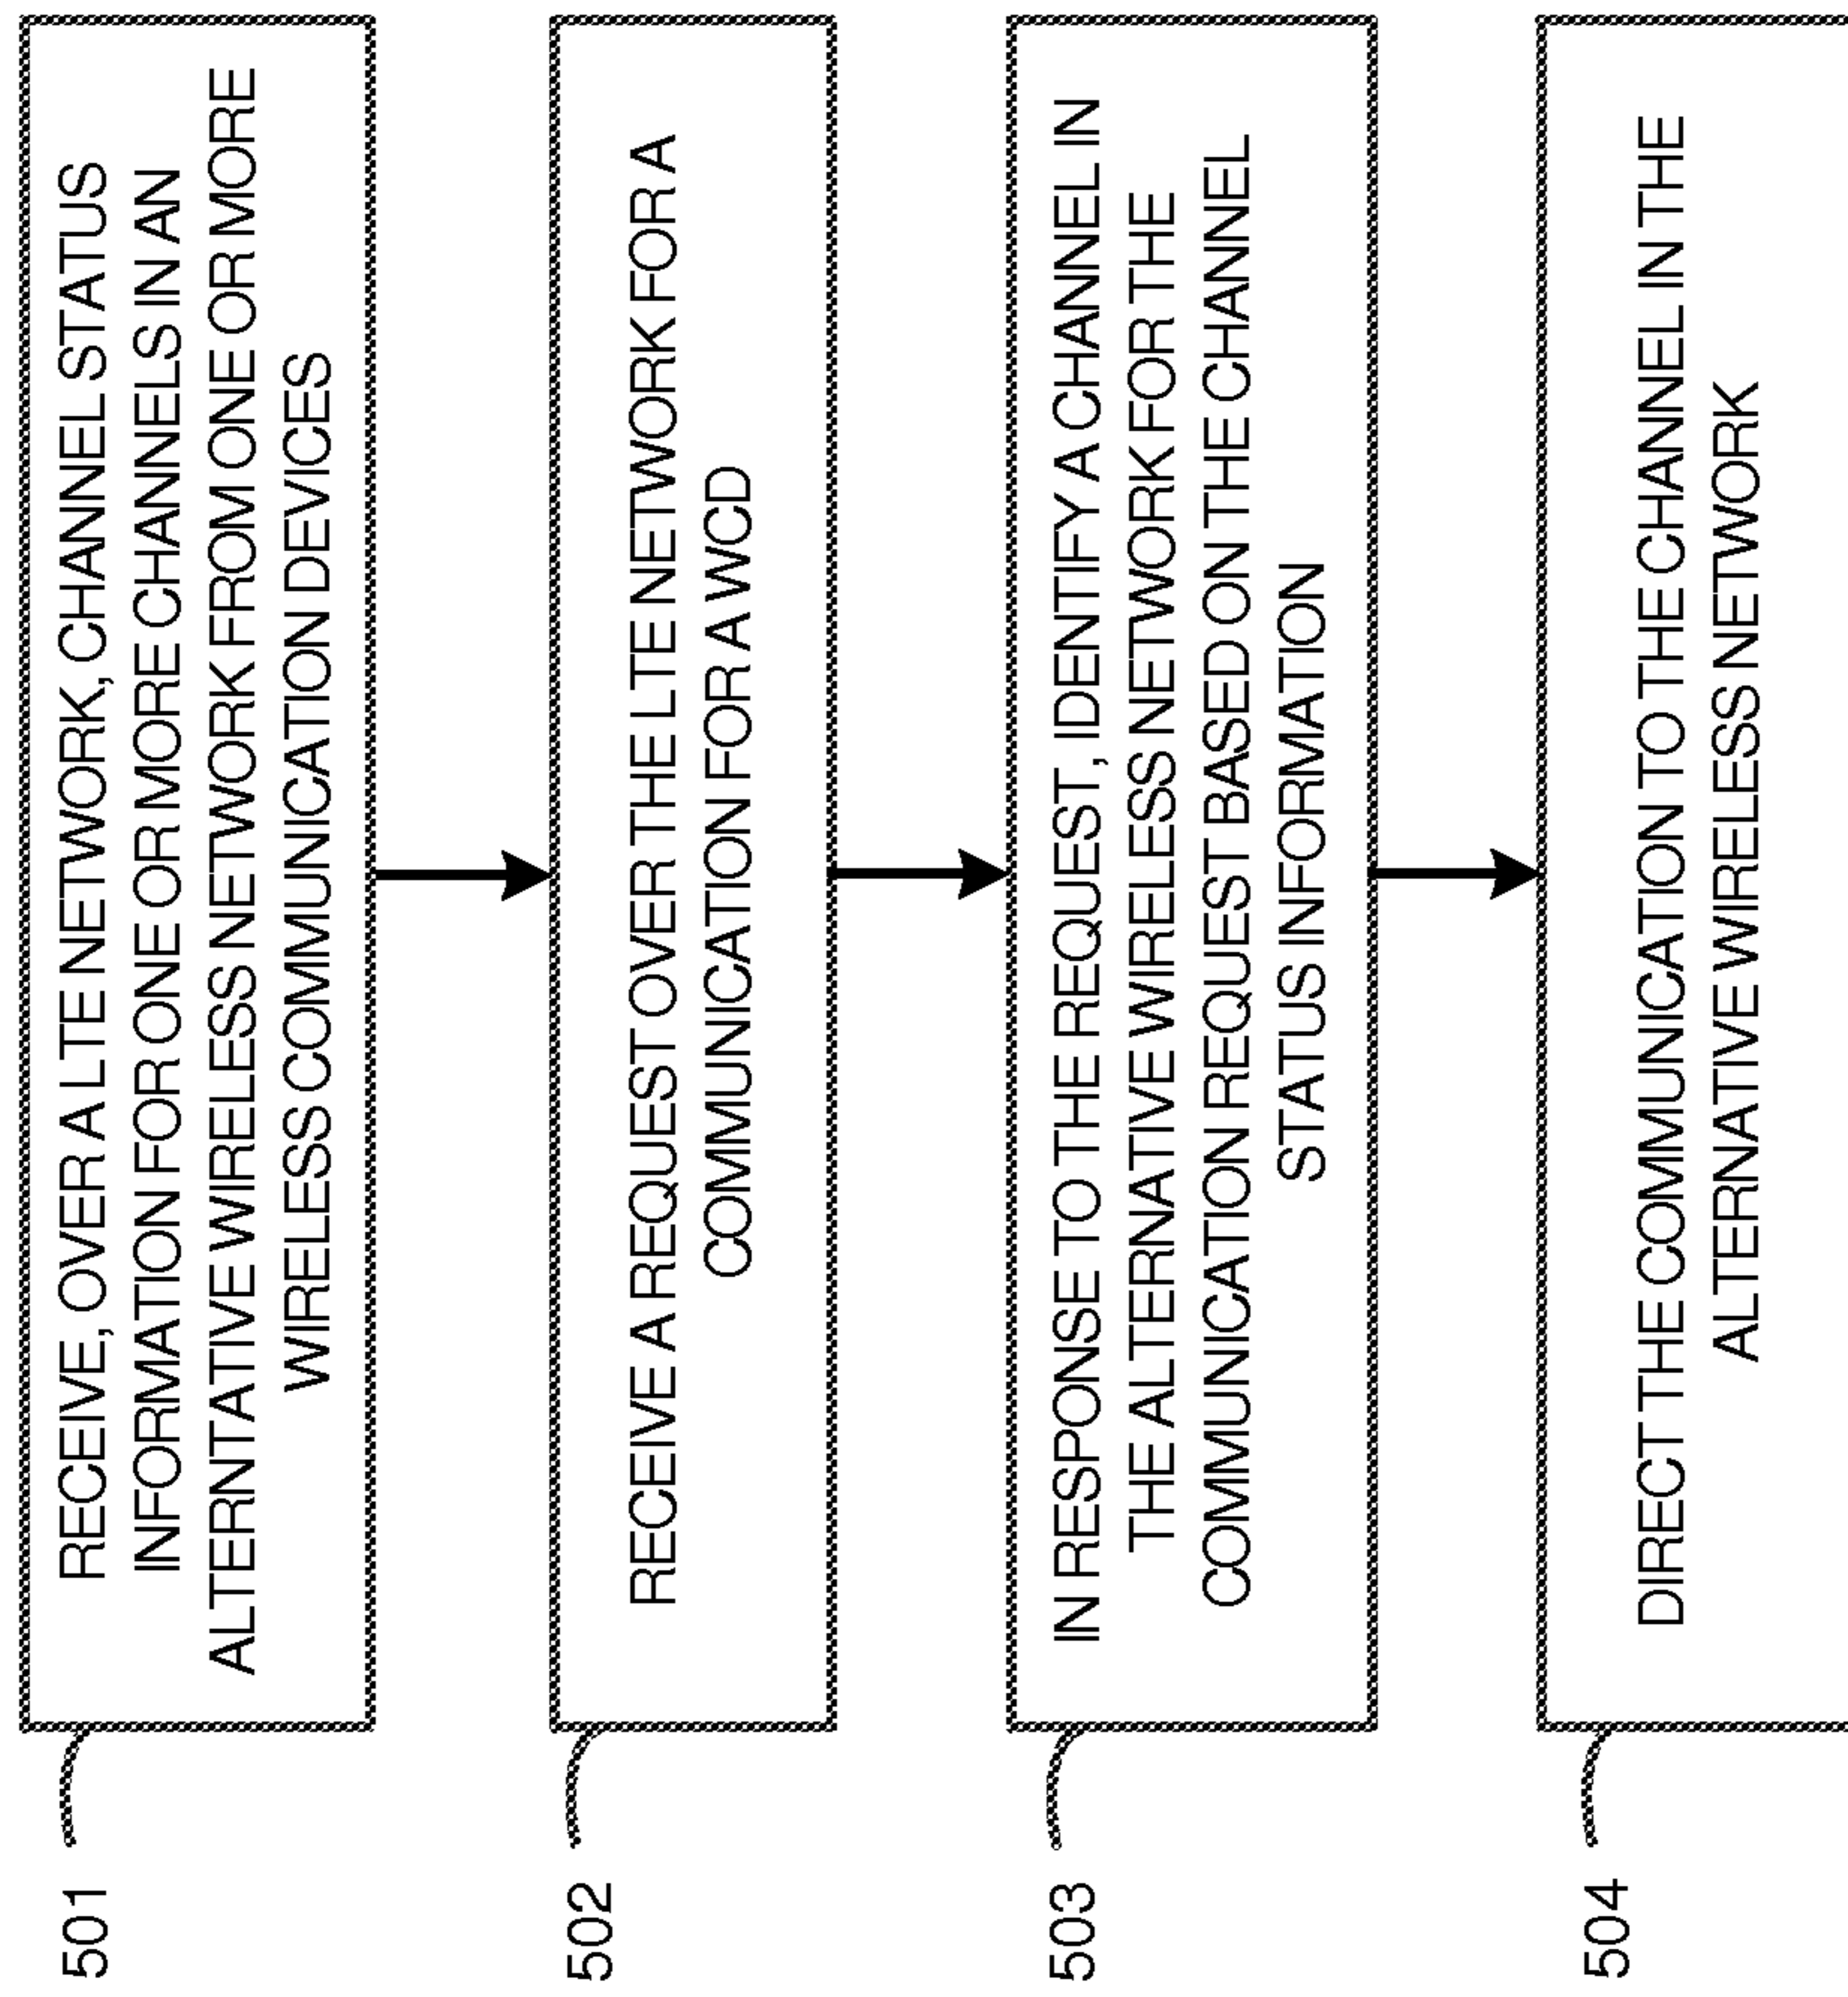 501
RECEIVE, OVER A LTE NETWORK, CHANNEL STATUS
INFORMATION FOR ONE OR MORE CHANNELS IN AN
ALTERNTATIVE WIRELESS NETWORK FROM ONE OR MORE
WIRELESS COMMUNICATION DEVICES
502
RECEIVE A REQUEST OVER THE LTE NETWORK FOR A
COMMUNICATION FOR A WCD
503
IN RESPONSE TO THE REQUEST, IDENTIFY A CHANNEL IN
THE ALTERNATIVE WIRELESS NETWORK FOR THE
COMMUNICATION REQUEST BASED ON THE CHANNEL
STATUS INFORMATION
504
DIRECT THE COMMUNICATION TO THE CHANNEL IN THE
ALTERNATIVE WIRELESS NETWORK